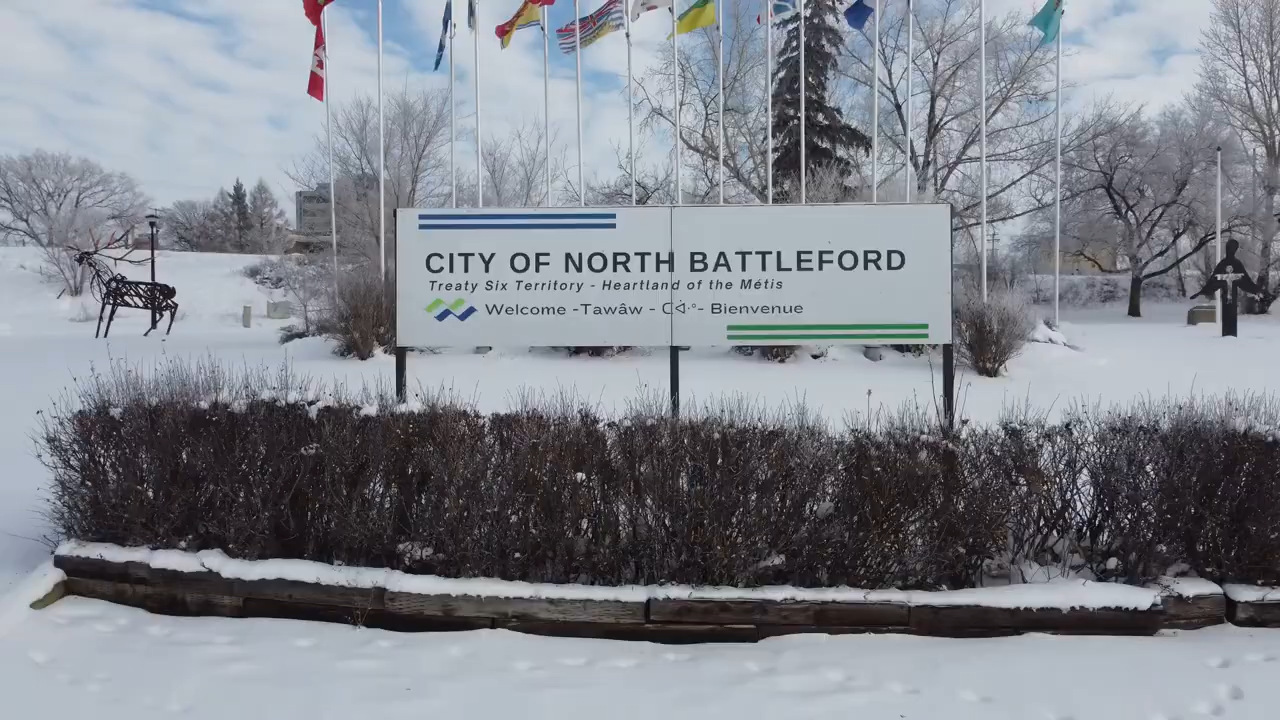 CITY OF NORTH BATTLEFORD
Treaty Six Territory - Heartland of the Métis
Welcome - Tawâw - ᑕᐚᐤ - Bienvenue